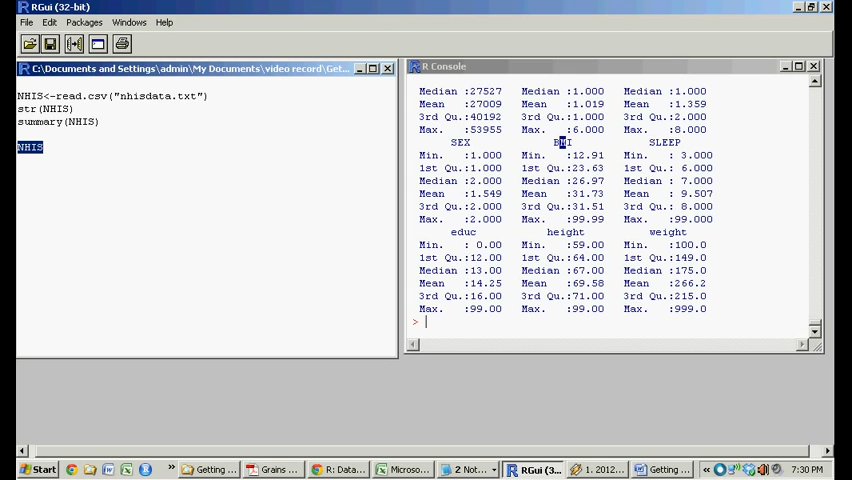 RGui (32-bit)
File Edit Packages Windows Help
C:\Documents and Settings\admin\My Documents\video record\Get...
NHIS<-read.csv("nhisdata.txt")
str(NHIS)
summary(NHIS)
NHIS
R Console
Median :27527 Median :1.000 Median :1.000
Mean :27009 Mean :1.019 Mean :1.359
3rd Qu.:40192 3rd Qu.:1.000 3rd Qu.:2.000
Max. :53955 Max. :6.000 Max. :8.000
SEX BMI SLEEP
Min. :1.000 Min. :12.91 Min. : 3.000
1st Qu.:1.000 1st Qu.:23.63 1st Qu.: 6.000
Median :2.000 Median :26.97 Median : 7.000
Mean :1.549 Mean :31.73 Mean : 9.507
3rd Qu.:2.000 3rd Qu.:31.51 3rd Qu.: 8.000
Max. :2.000 Max. :99.99 Max. :99.000
educ height weight
Min. : 0.00 Min. :59.00 Min. :100.0
1st Qu.:12.00 1st Qu.:64.00 1st Qu.:149.0
Median :13.00 Median :67.00 Median :175.0
Mean :14.25 Mean :69.58 Mean :266.2
3rd Qu.:16.00 3rd Qu.:71.00 3rd Qu.:215.0
Max. :99.00 Max. :99.00 Max. :999.0
>
Start » Getting ... Grains ... R: Data... Microso... 2 Not... RGui (3... 1. 2012... Getting ... « 7:30 PM